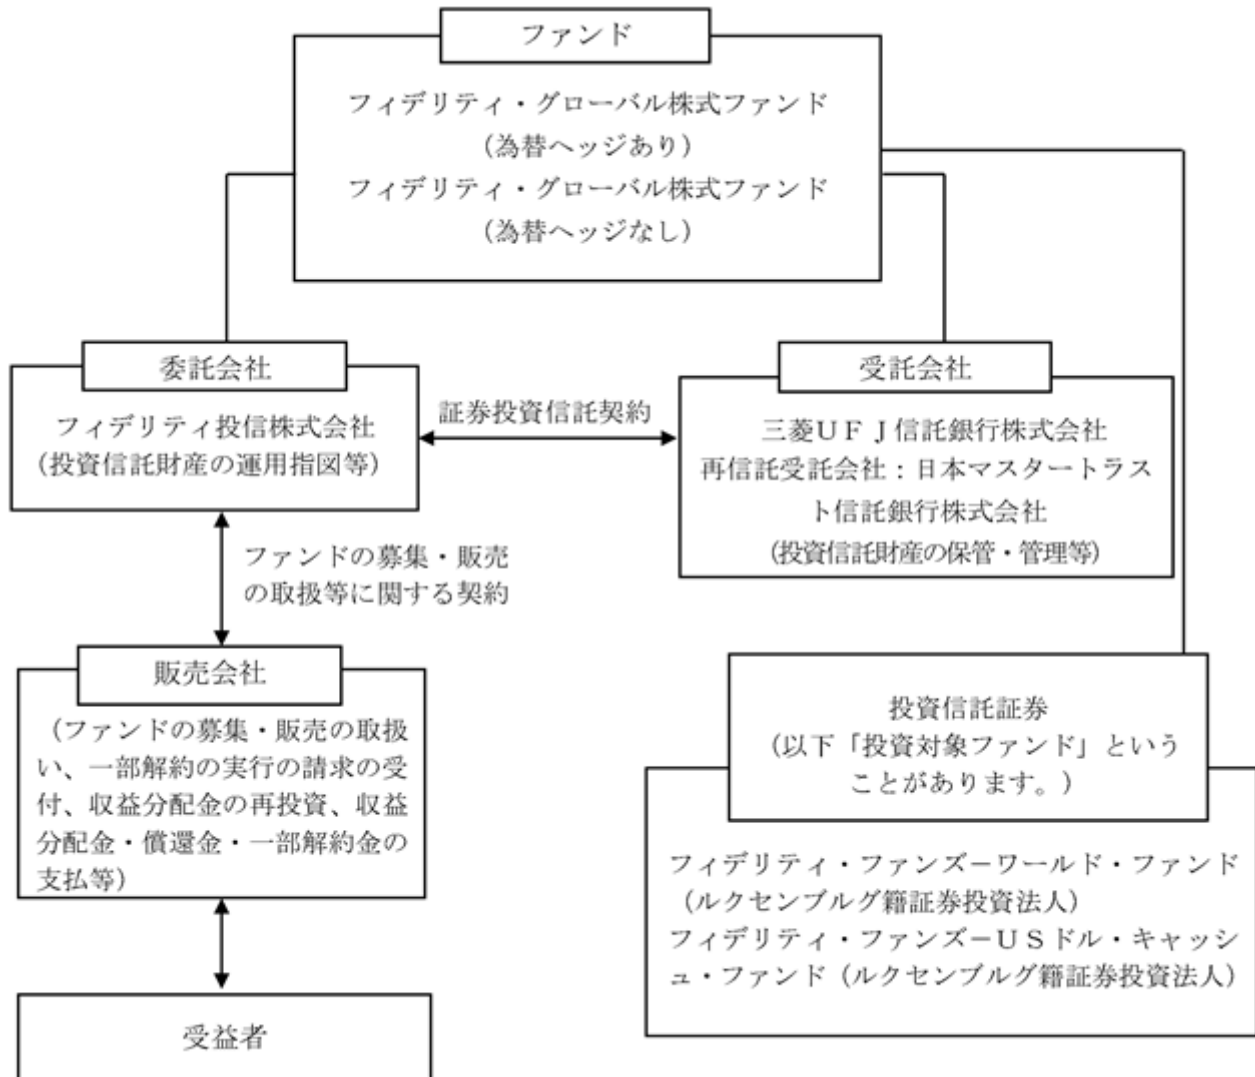 ファンド
フィデリティ・グローバル株式ファンド
（為替ヘッジあり）
フィデリティ・グローバル株式ファンド
（為替ヘッジなし）
委託会社
フィデリティ投信株式会社
（投資信託財産の運用指図等）
証券投資信託契約
受託会社
三菱ＵＦＪ信託銀行株式会社
再信託受託会社：日本マスタートラス
ト信託銀行株式会社
（投資信託財産の保管・管理等）
ファンドの募集・販売
の取扱等に関する契約
販売会社
（ファンドの募集・販売の取扱
い、一部解約の実行の請求の受
付、収益分配金の再投資、収益
分配金・償還金・一部解約金の
支払等）
投資信託証券
（以下「投資対象ファンド」という
ことがあります。）
フィデリティ・ファンズ－ワールド・ファンド
（ルクセンブルグ籍証券投資法人）
フィデリティ・ファンズ－ＵＳドル・キャッシ
ュ・ファンド（ルクセンブルグ籍証券投資法人）
受益者